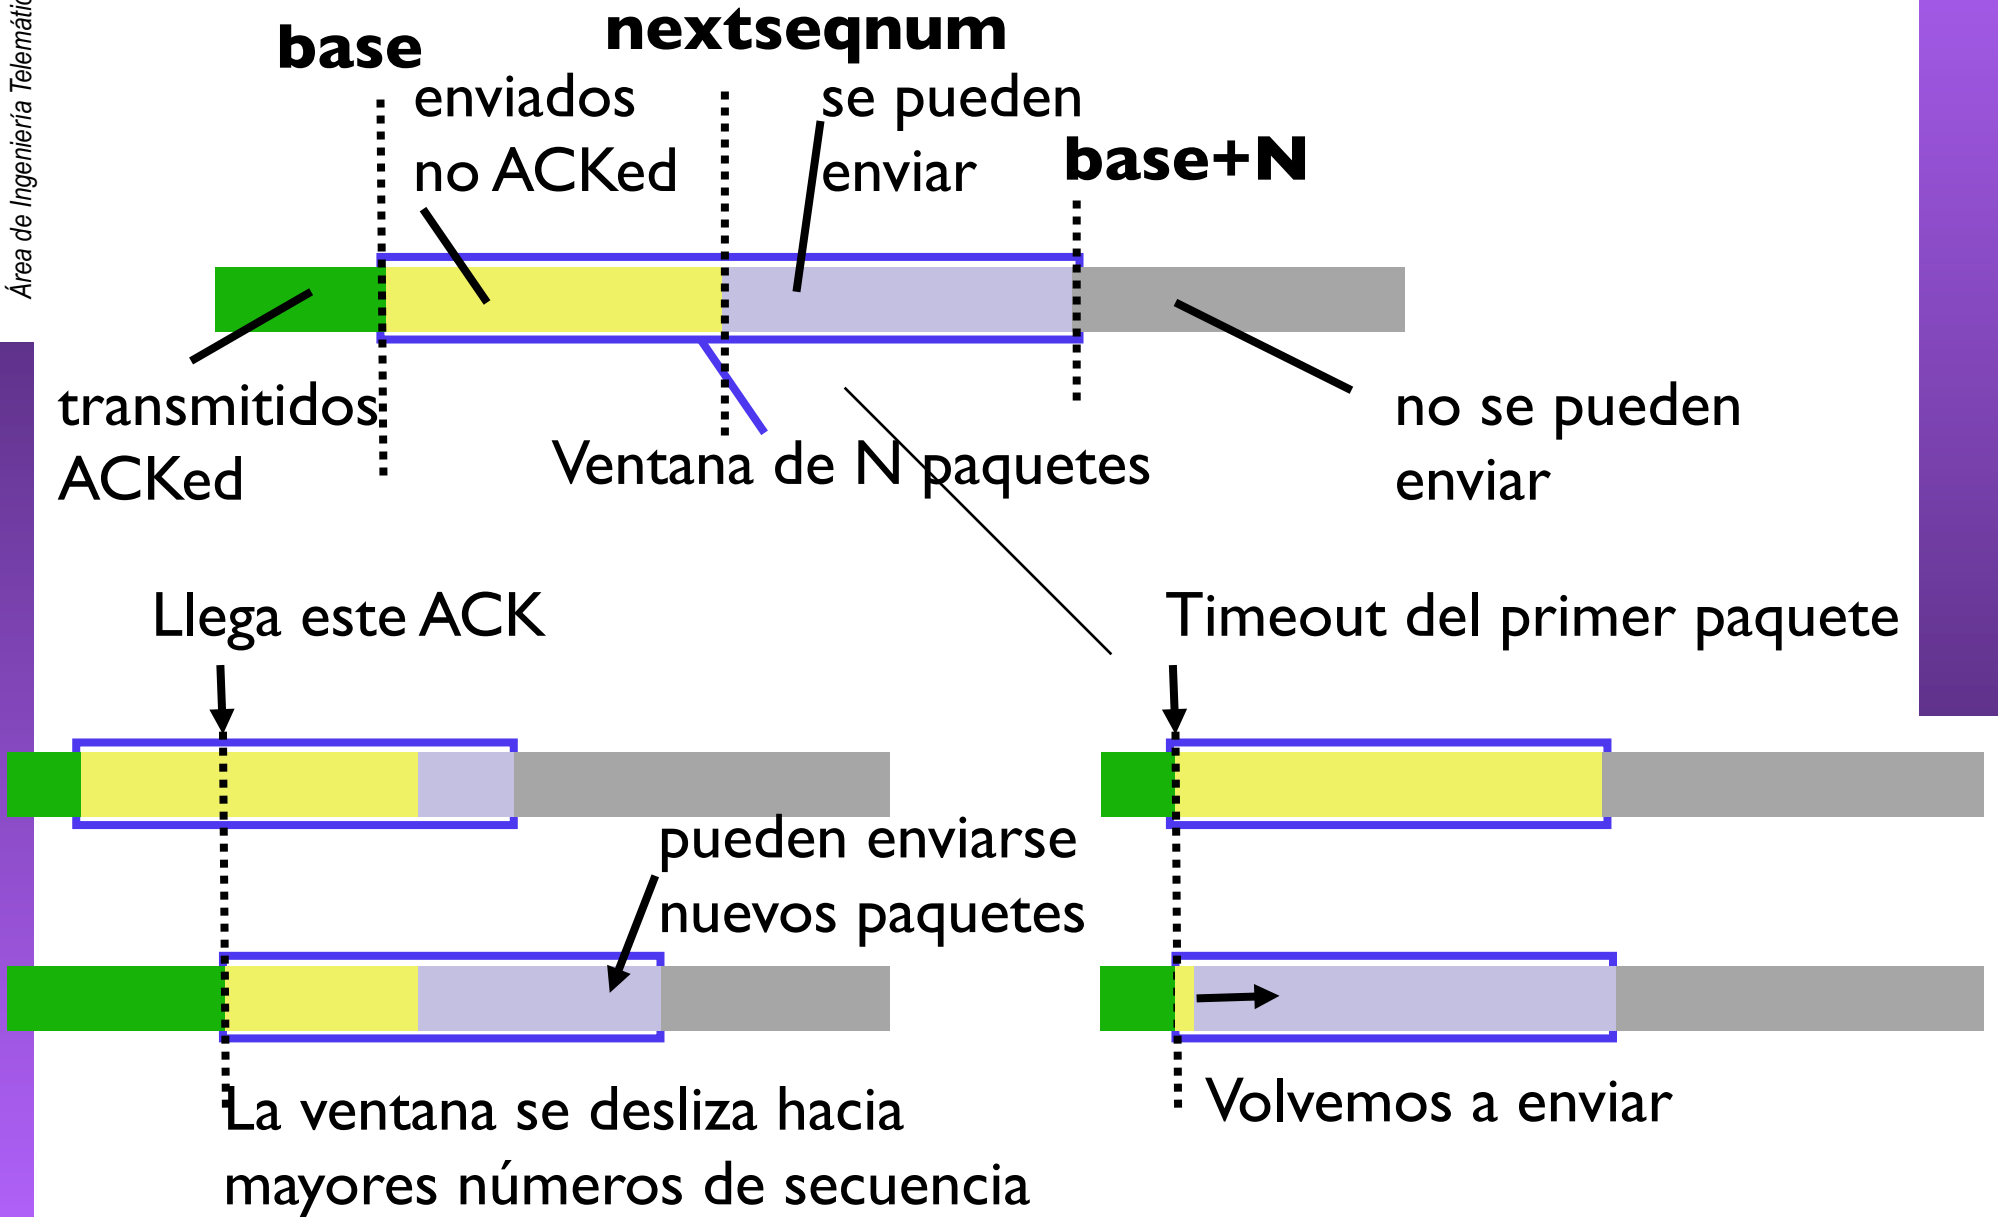 Área de Ingeniería
base
nextseqnum
enviados
no ACKed
se pueden
enviar
base+N
transmitidos
ACKed
Ventana de N paquetes
no se pueden
enviar
Llega este ACK
Timeout del primer paquete
pueden enviarse
nuevos paquetes
La ventana se desliza hacia
mayores números de secuencia
Volvemos a enviar